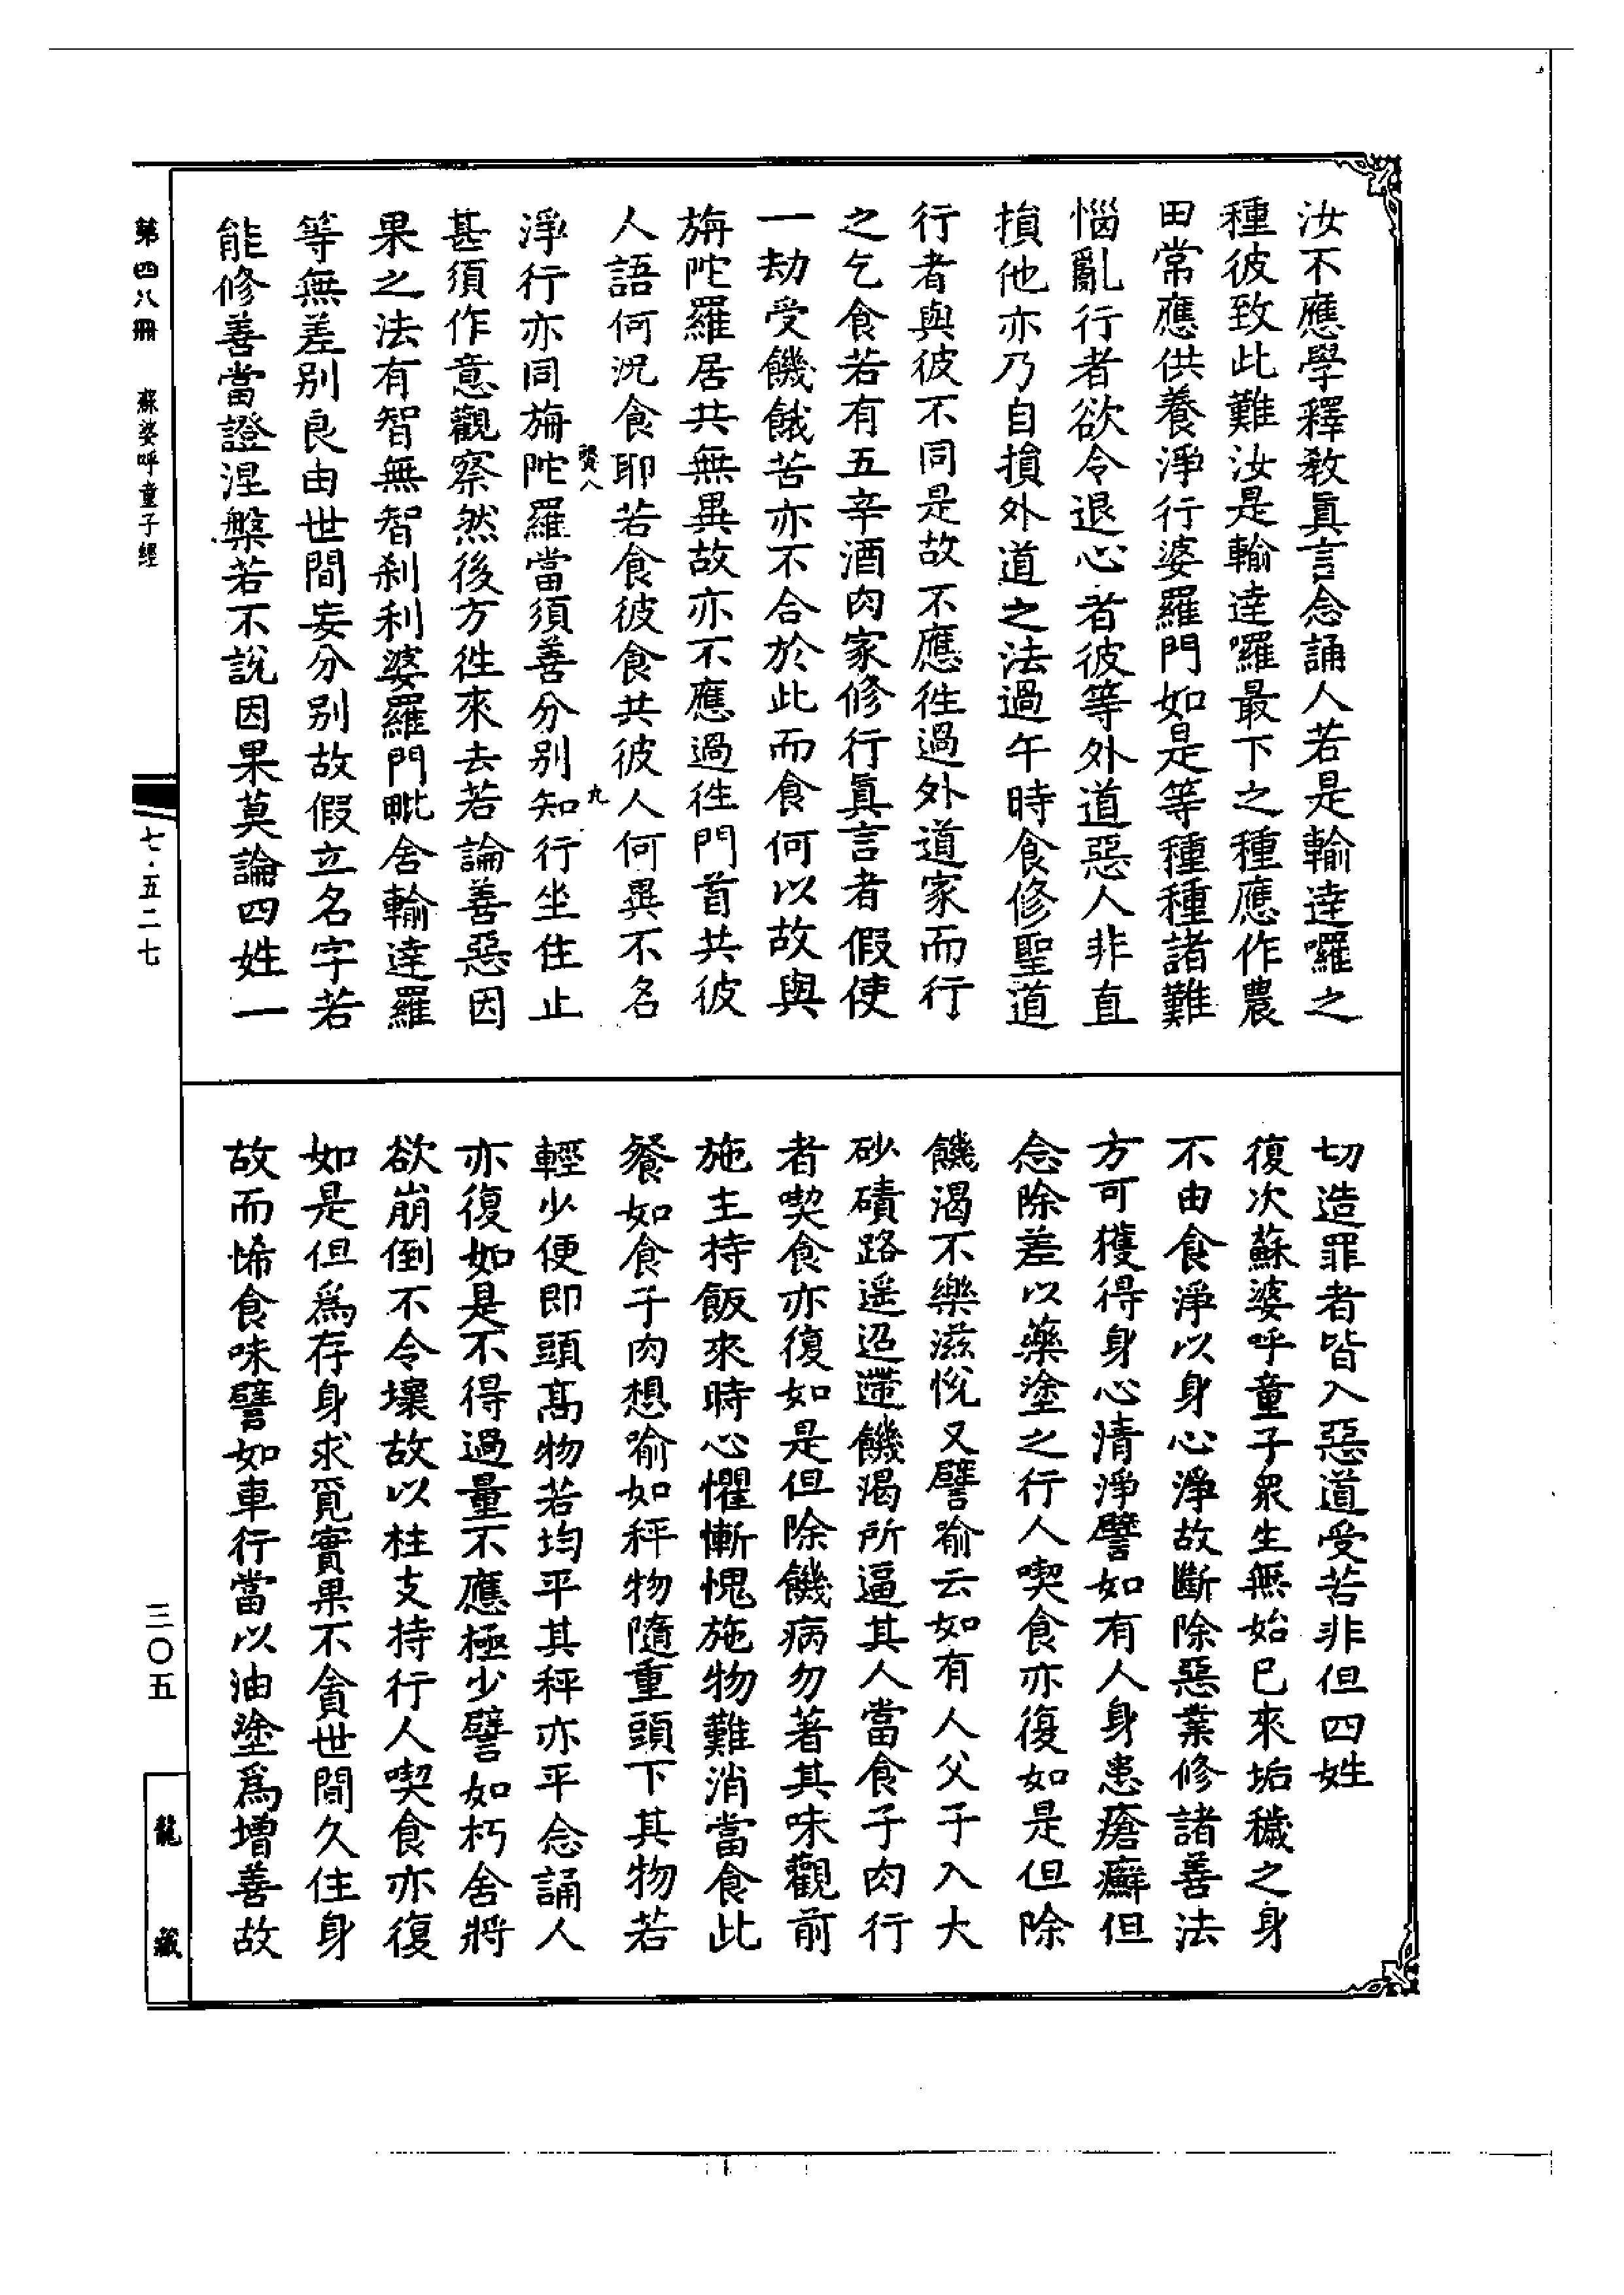 汝不應學釋教眞言念誦人若是輸達囉之
種彼致此難汝是輸達囉最下之種應作農
田常應供養淨行婆羅門如是等種種諸難
惱亂行者欲令退心者彼等外道惡人非直
損他亦乃自損外道之法過午時食修聖道
行者與彼不同是故不應徃過外道家而行
之乞食若有五辛酒肉家修行眞言者假使
一劫受饑餓苦亦不合於此而食何以故與
旃陀羅居共無異故亦不應過徃門首共彼
人語何況食耶若食彼食共彼人何異不名
賢八
九
淨行亦同旃陀羅當須善分別知行坐住止
甚須作意觀察然後方徃來去若論善惡因
果之法有智無智刹利婆羅門毗舍輸達羅
等無差別良由世間妄分別故假立名字若
能修善當證涅槃若不說因果莫論四姓一
切造罪者皆入惡道受苦非但四姓
復次蘇婆呼童子衆生無始已來垢穢之身
不由食淨以身心淨故斷除惡業修諸善法
方可獲得身心清淨譬如有人身患瘡癬但
念除差以藥塗之行人喫食亦復如是但除
饑渴不樂滋悅又譬喻云如有人父子入大
砂磧路遥迢遰饑渴所逼其人當食子肉行
者喫食亦復如是但除饑病勿著其味觀前
施主持飯來時心懼慚愧施物難消當食此
餐如食子肉想喻如秤物隨重頭下其物若
輕少便即頭髙物若均平其秤亦平念誦人
亦復如是不得過量不應極少譬如朽舍將
欲崩倒不令壞故以柱支持行人喫食亦復
如是但爲存身求覓實果不貪世間久住身
故而悕食味譬如車行當以油塗爲增善故
第四八冊 蘇婆呼童子經
七·五二七
三〇五
龍藏